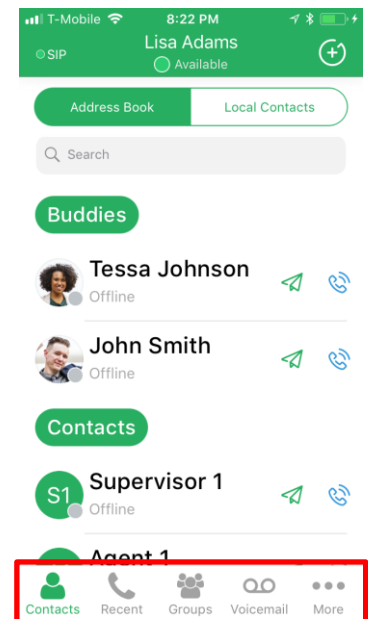 T-Mobile 8:22 PM
Lisa Adams
SIP
Available
Address Book Local Contacts
Search
Buddies
Tessa Johnson
Offline
John Smith
Offline
Contacts
S1 Supervisor 1
Offline
Agent 1
Contacts Recent Groups Voicemail More